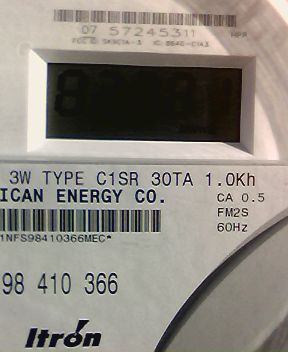 07 57245311
3W TYPE C1SR 30TA 1.0Kh
ICAN ENERGY CO.
CA 0.5
FM2S
60Hz
1NFS98410366MEC*
98 410 366
Itron